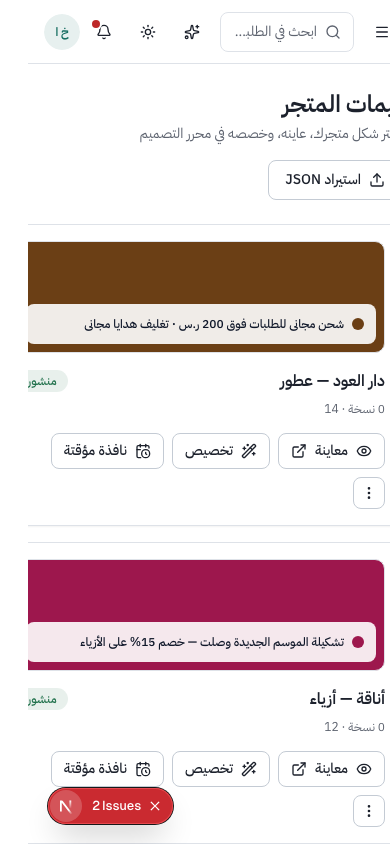 ابحث في الطلبـ...
خ ا
يمات المتجر
تر شكل متجرك، عاينه، وخصصه في محرر التصميم
استيراد JSON
شحن مجاني للطلبات فوق 200 ر.س · تغليف هدايا مجاني
دار العود — عطور
منشور
14 · نسخة 0
معاينة
تخصيص
نافذة مؤقتة
تشكيلة الموسم الجديدة وصلت — خصم 15% على الأزياء
أناقة — أزياء
منشور
12 · نسخة 0
معاينة
تخصيص
نافذة مؤقتة
2 Issues